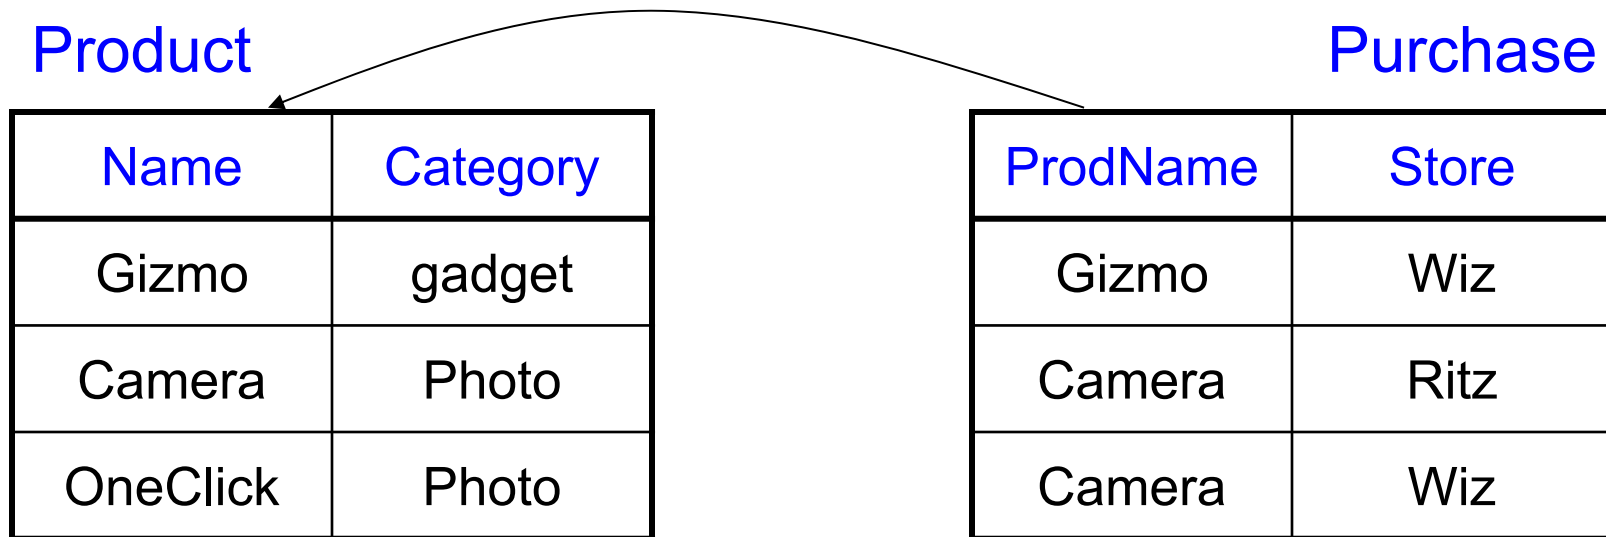 Product Purchase
Name Category ProdName Store
Gizmo gadget Gizmo Wiz
Camera Photo Camera Ritz
OneClick Photo Camera Wiz